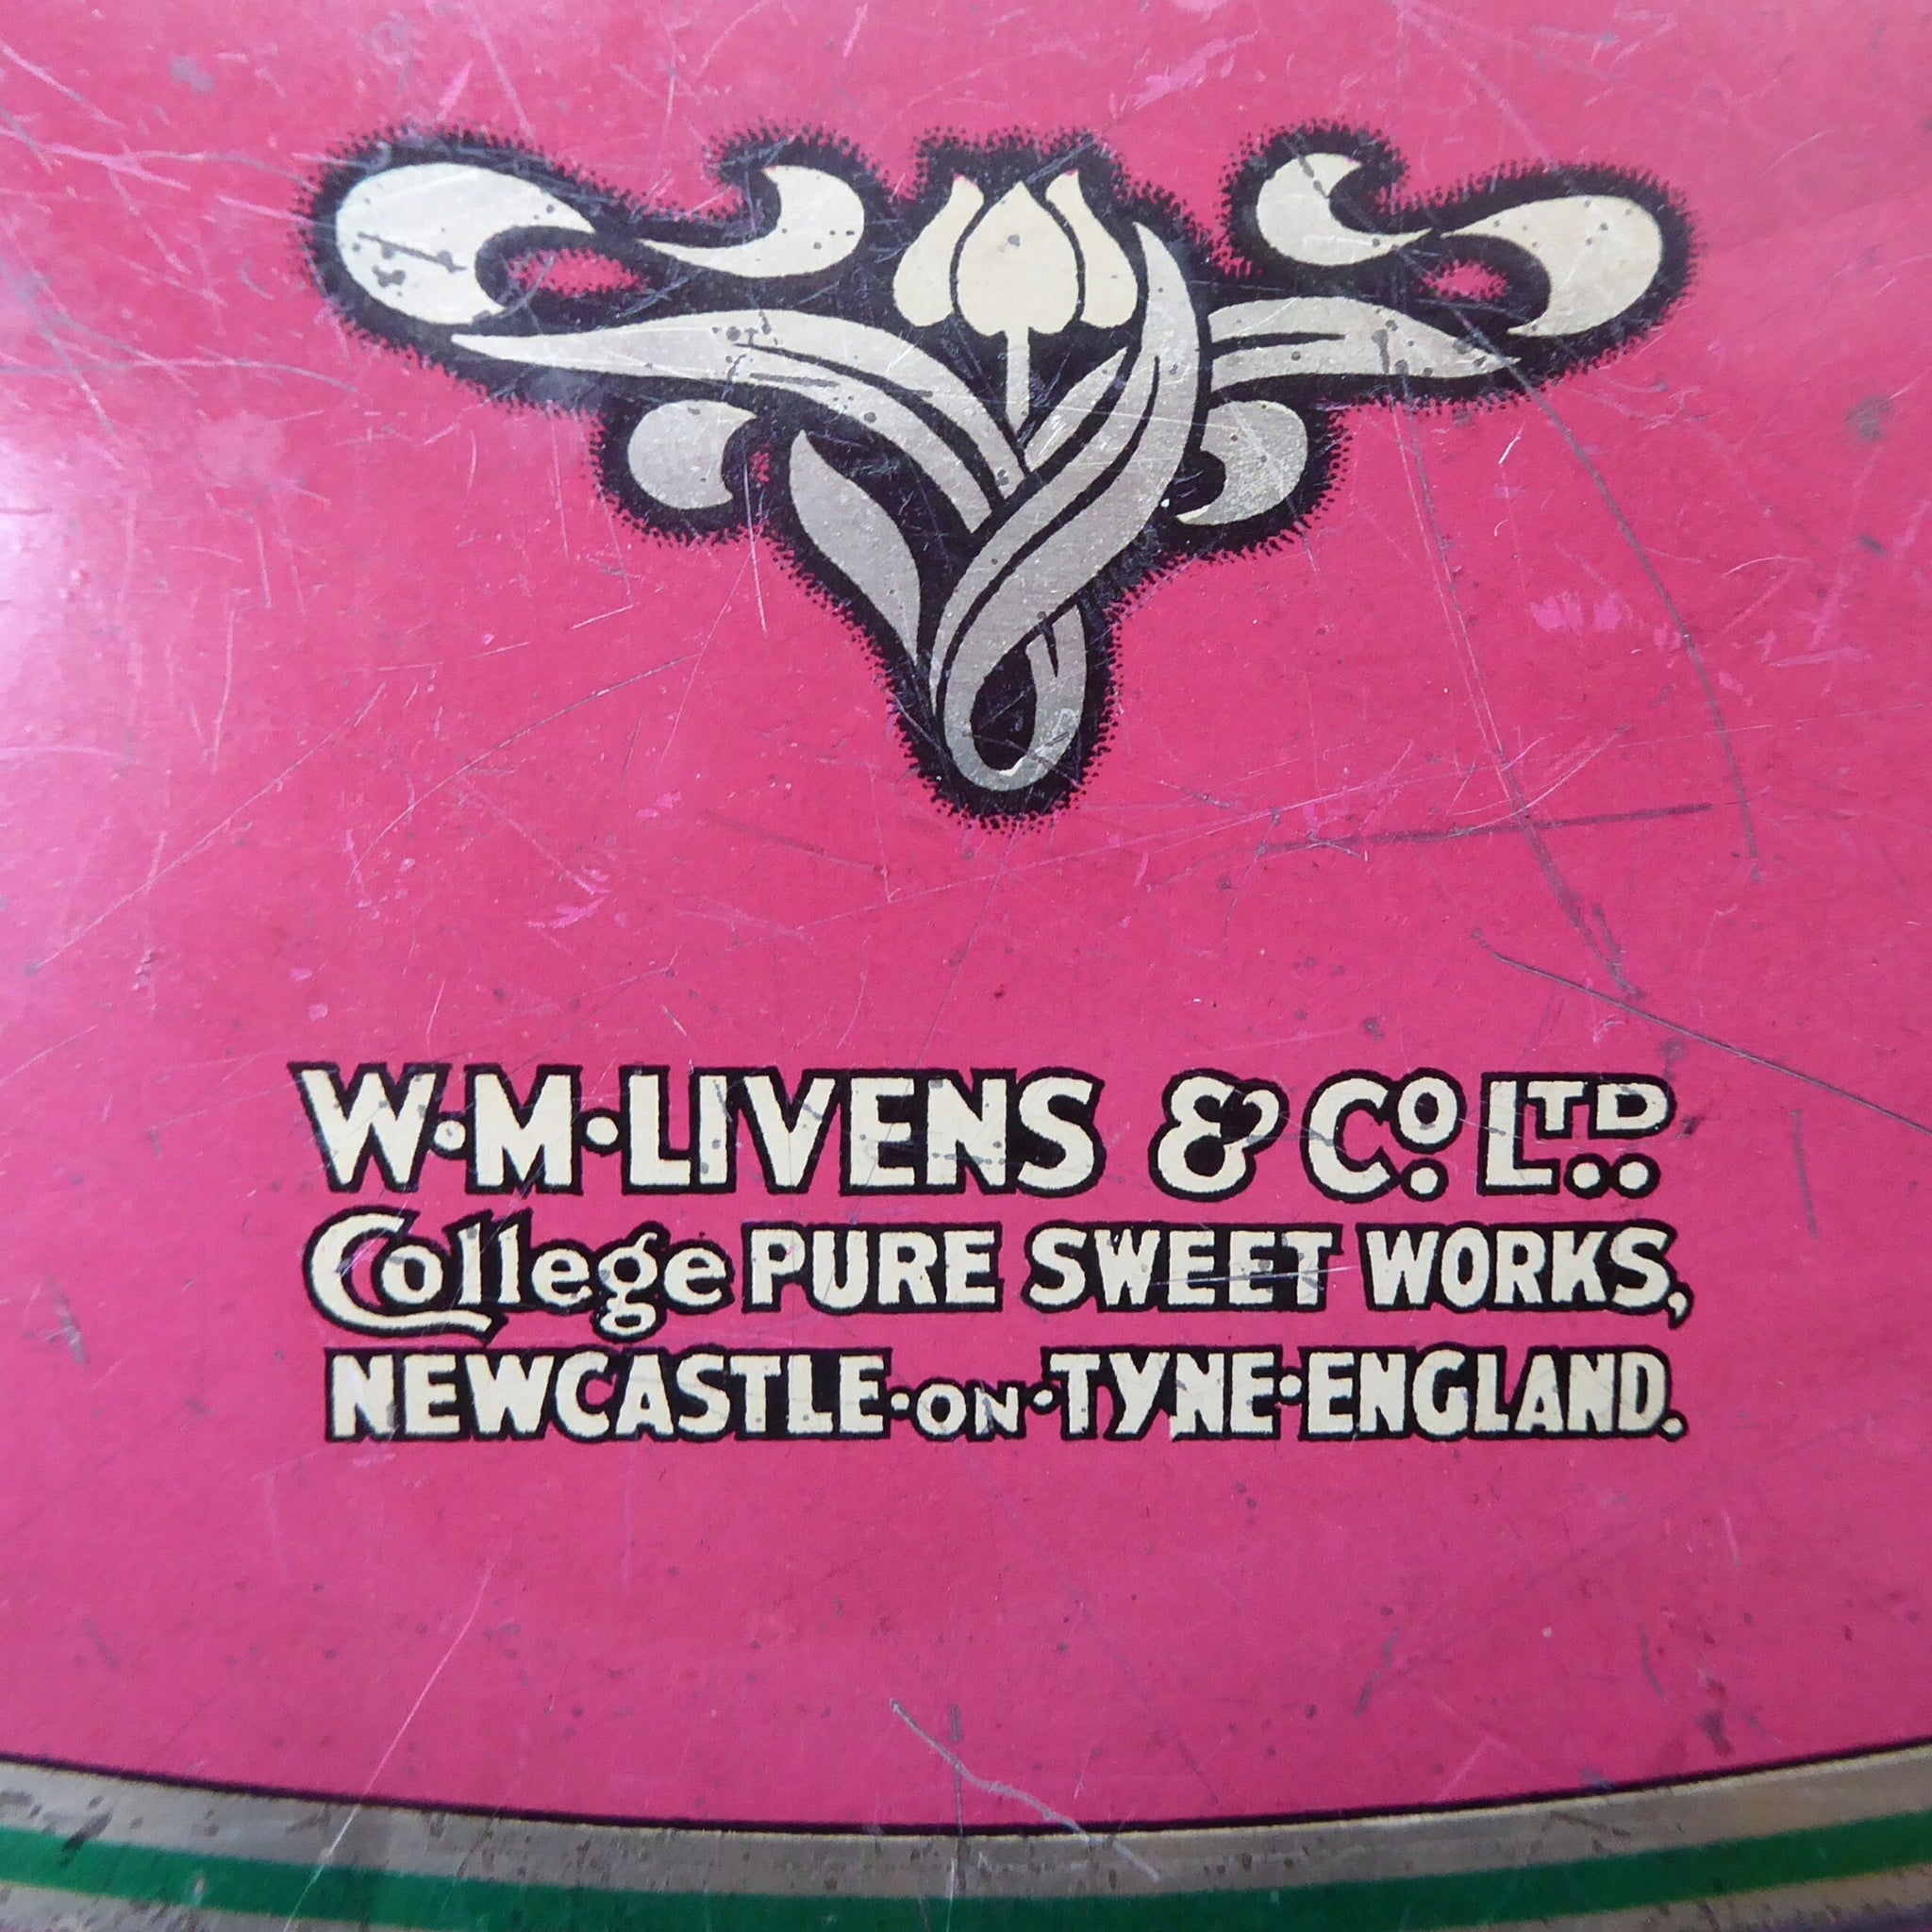 W·M·LIVENS & Co. LTD.
College PURE SWEET WORKS,
NEWCASTLE·ON·TYNE·ENGLAND.